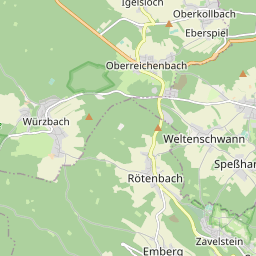 Igelsloch
Oberkollbach
Eberspiel
Oberreichenbach
Würzbach
Weltenschwann
Speßhar
Rötenbach
Zavelstein
Emberg